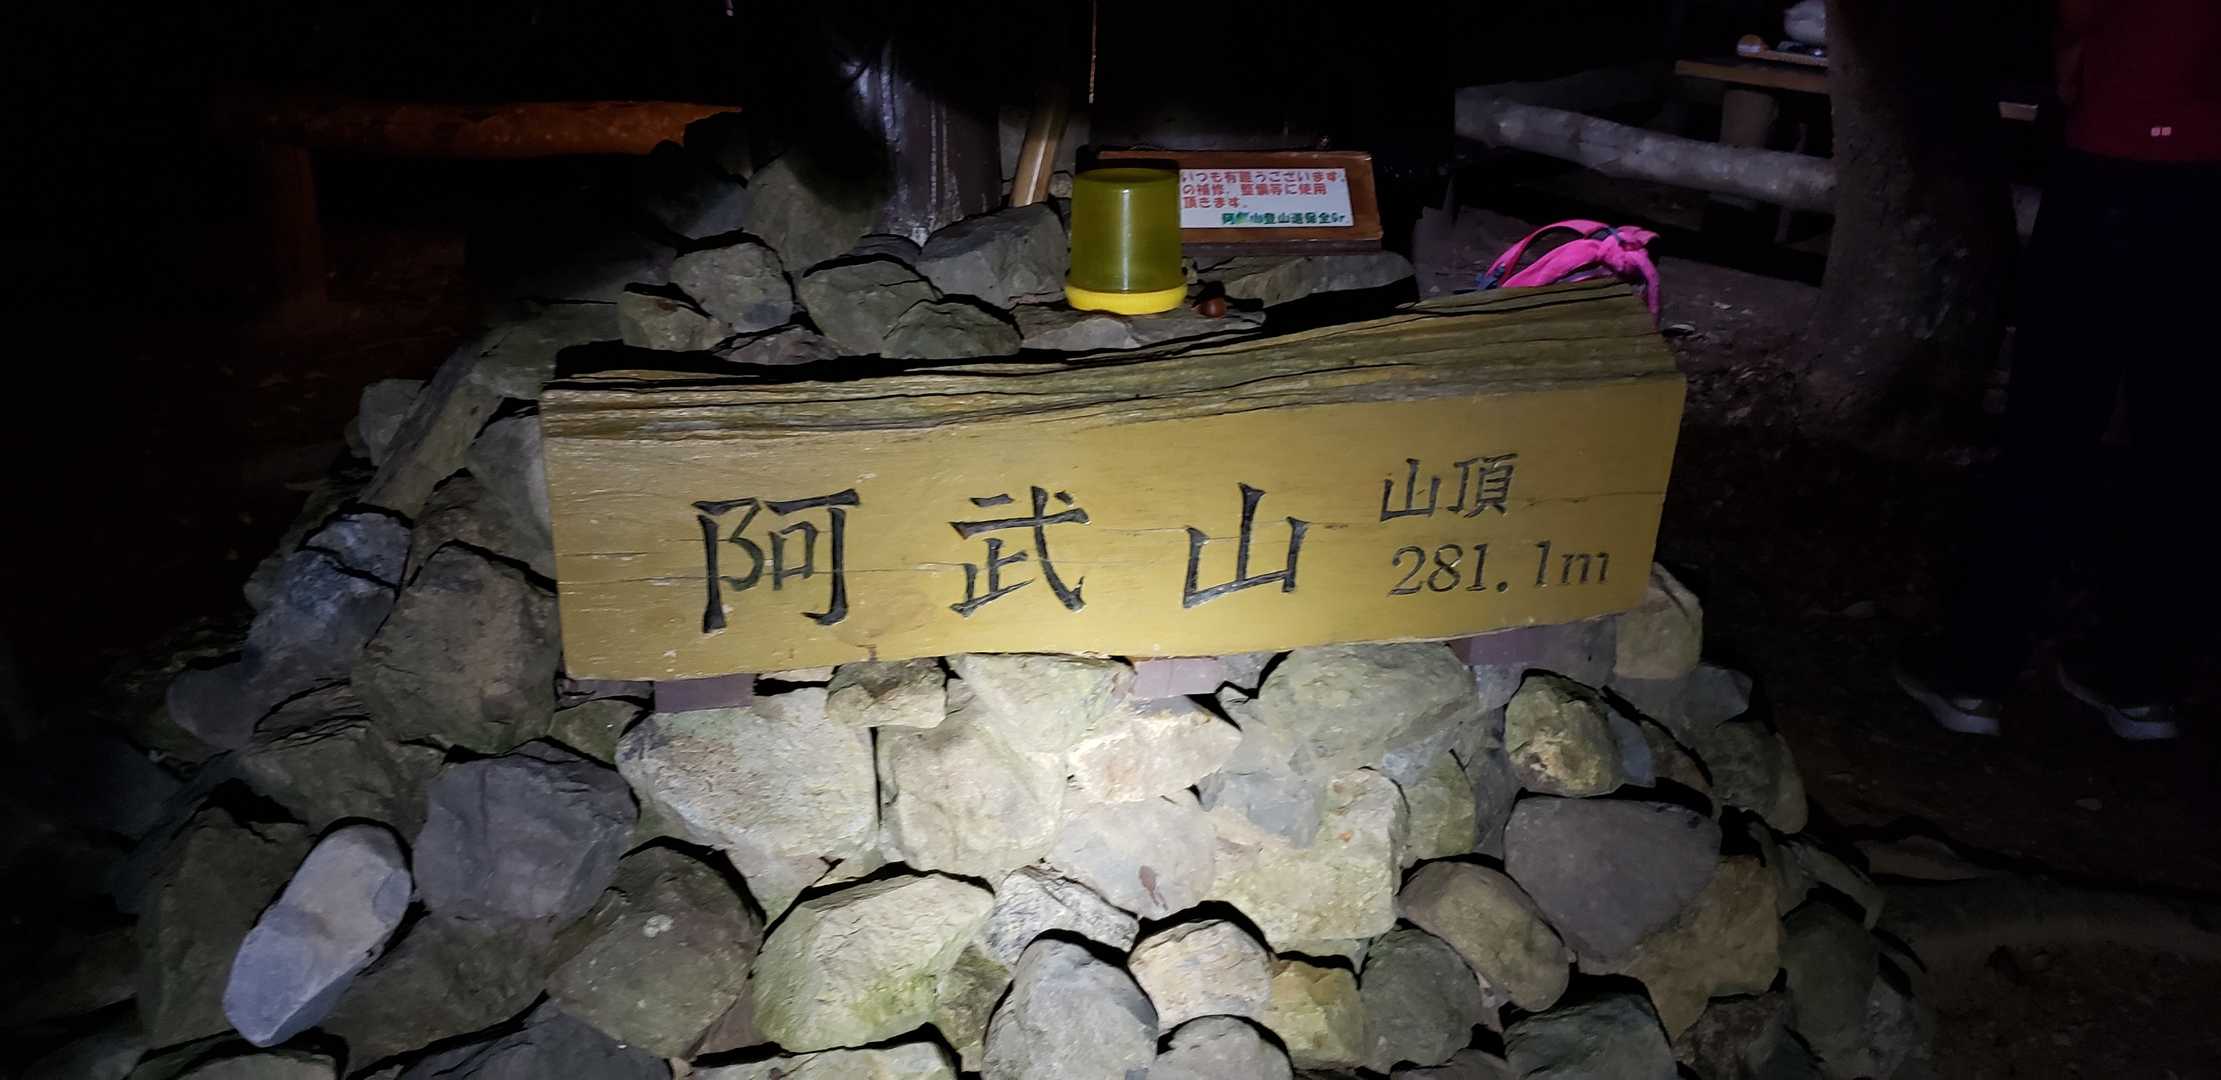 いつも有難うございます。
の補修、整備等に使用
頂きます。
阿武山登山道保全Gr.
阿武山
山頂
281.1m